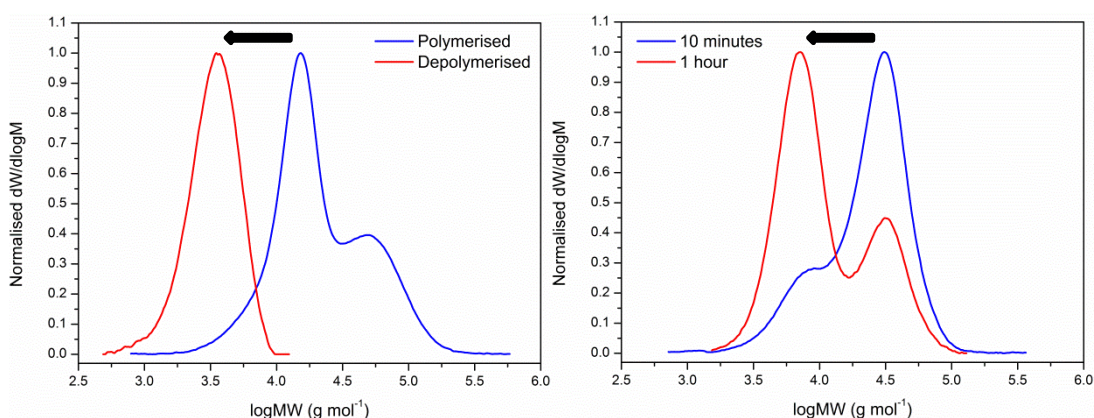 Normalised dW/dlogM
1.1
1.0
0.9
0.8
0.7
0.6
0.5
0.4
0.3
0.2
0.1
0.0
Polymerised
Depolymerised
2.5 3.0 3.5 4.0 4.5 5.0 5.5 6.0
logMW (g mol⁻¹)
Normalised dW/dlogM
1.1
1.0
0.9
0.8
0.7
0.6
0.5
0.4
0.3
0.2
0.1
0.0
10 minutes
1 hour
2.5 3.0 3.5 4.0 4.5 5.0 5.5 6.0
logMW (g mol⁻¹)